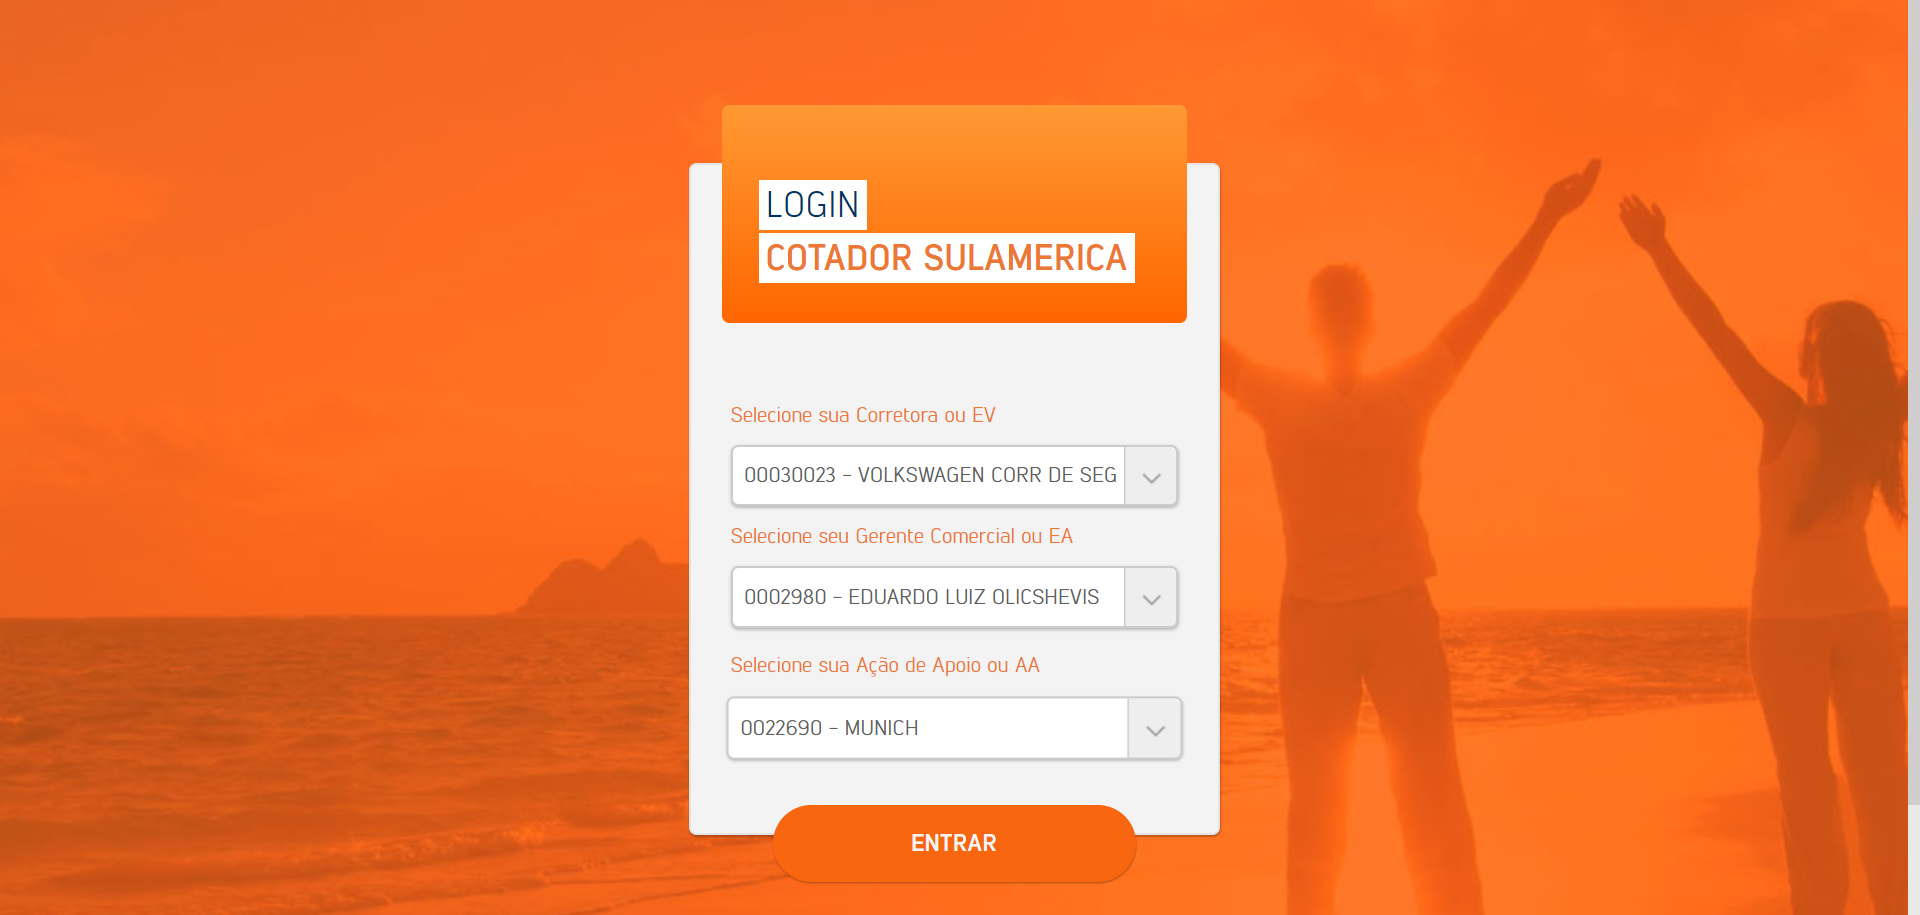 LOGIN
COTADOR SULAMERICA
Selecione sua Corretora ou EV
00030023 - VOLKSWAGEN CORR DE SEG
Selecione seu Gerente Comercial ou EA
0002980 - EDUARDO LUIZ OLICSHEVIS
Selecione sua Ação de Apoio ou AA
0022690 - MUNICH
ENTRAR